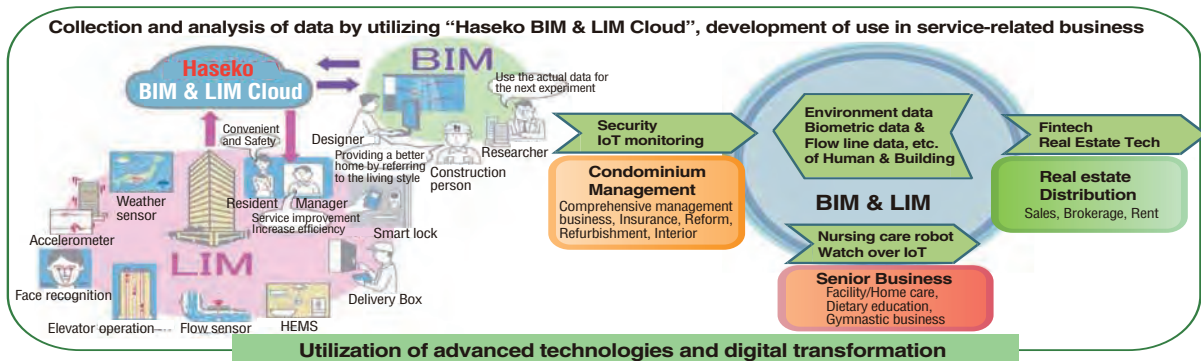 Collection and analysis of data by utilizing “Haseko BIM & LIM Cloud”, development of use in service-related business
Haseko
BIM & LIM Cloud
BIM
Use the actual data for
the next experiment
Designer
Researcher
Construction
person
Convenient
and Safety
Providing a better
home by referring
to the living style
Resident
Manager
Service improvement
Increase efficiency
Weather
sensor
Accelerometer
Smart lock
LIM
Face recognition
Delivery Box
Elevator operation
Flow sensor
HEMS
Security
IoT monitoring
Condominium
Management
Comprehensive management
business, Insurance, Reform,
Refurbishment, Interior
Environment data
Biometric data &
Flow line data, etc.
of Human & Building
BIM & LIM
Nursing care robot
Watch over IoT
Senior Business
Facility/Home care,
Dietary education,
Gymnastic business
Fintech
Real Estate Tech
Real estate
Distribution
Sales, Brokerage, Rent
Utilization of advanced technologies and digital transformation